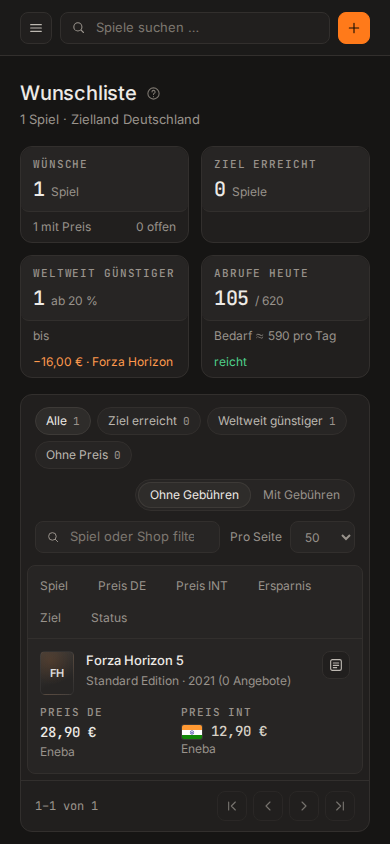 Spiele suchen ...
Wunschliste
1 Spiel · Zielland Deutschland
WÜNSCHE
1 Spiel
1 mit Preis 0 offen
ZIEL ERREICHT
0 Spiele
WELTWEIT GÜNSTIGER
1 ab 20 %
bis
−16,00 € · Forza Horizon
ABRUFE HEUTE
105 / 620
Bedarf ≈ 590 pro Tag
reicht
Alle 1 Ziel erreicht 0 Weltweit günstiger 1
Ohne Preis 0
Ohne Gebühren Mit Gebühren
Spiel oder Shop filte Pro Seite 50
Spiel Preis DE Preis INT Ersparnis
Ziel Status
FH
Forza Horizon 5
Standard Edition · 2021 (0 Angebote)
PREIS DE
28,90 €
Eneba
PREIS INT
12,90 €
Eneba
1–1 von 1